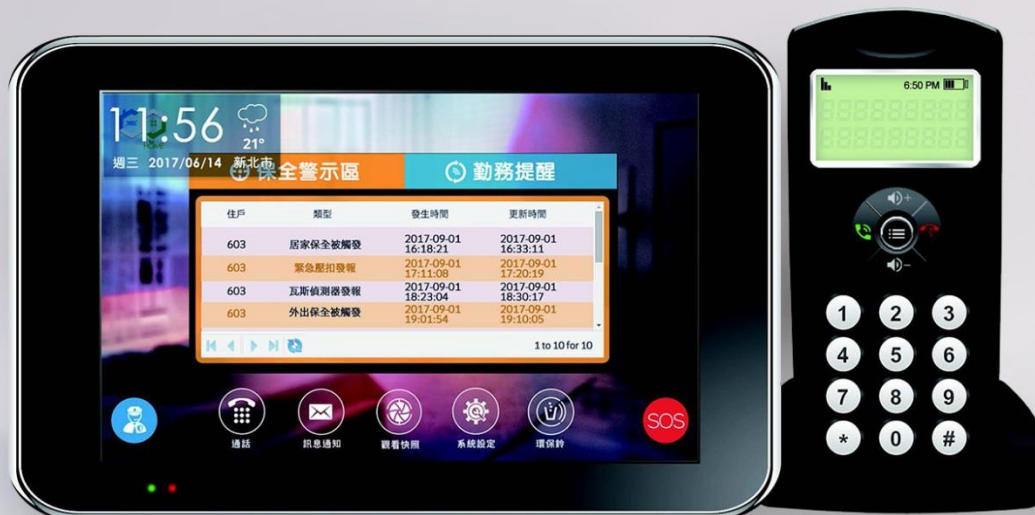 11:56
21°
週三 2017/06/14 新北市
保全警示區 勤務提醒
住戶 類型 發生時間 更新時間
603 居家保全被觸發 2017-09-01 16:18:21 2017-09-01 16:33:11
603 緊急壓扣發報 2017-09-01 17:11:08 2017-09-01 17:20:19
603 瓦斯偵測器發報 2017-09-01 18:23:04 2017-09-01 18:30:17
603 外出保全被觸發 2017-09-01 19:01:54 2017-09-01 19:10:05
1 to 10 for 10
通話 訊息通知 觀看快照 系統設定 環保鈴
SOS
6:50 PM
1 2 3
4 5 6
7 8 9
* 0 #